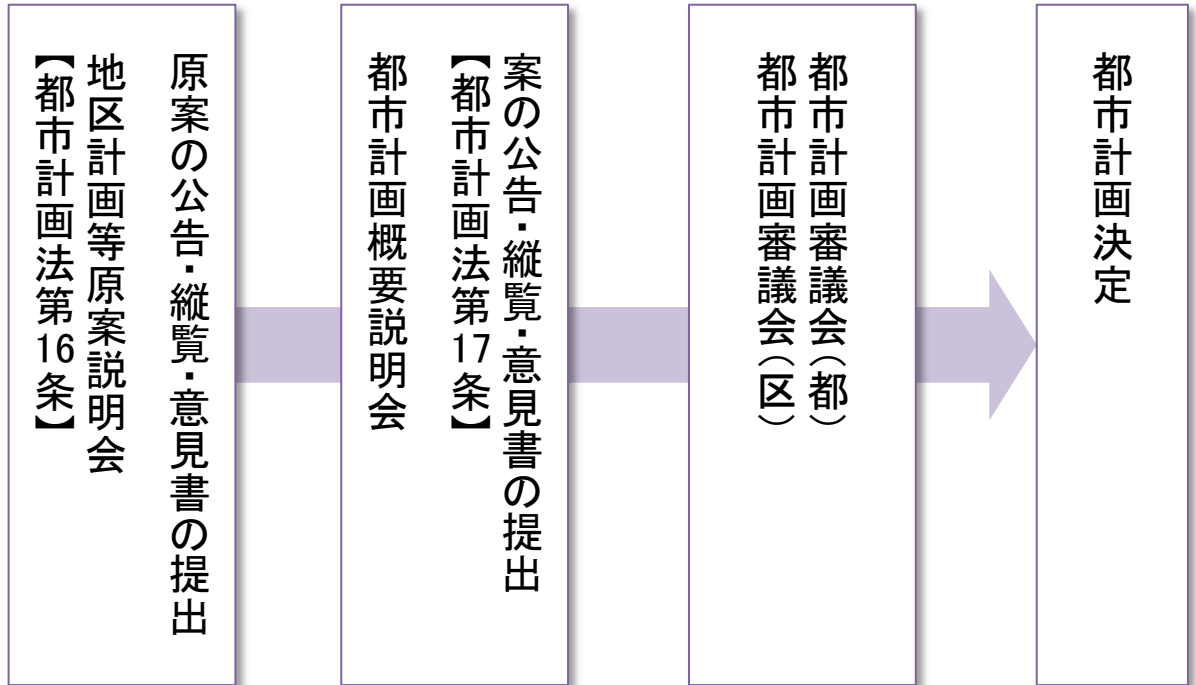 原案の公告・縦覧・意見書の提出
地区計画等原案説明会
【都市計画法第16条】
案の公告・縦覧・意見書の提出
【都市計画法第17条】
都市計画概要説明会
都市計画審議会（都）
都市計画審議会（区）
都市計画決定